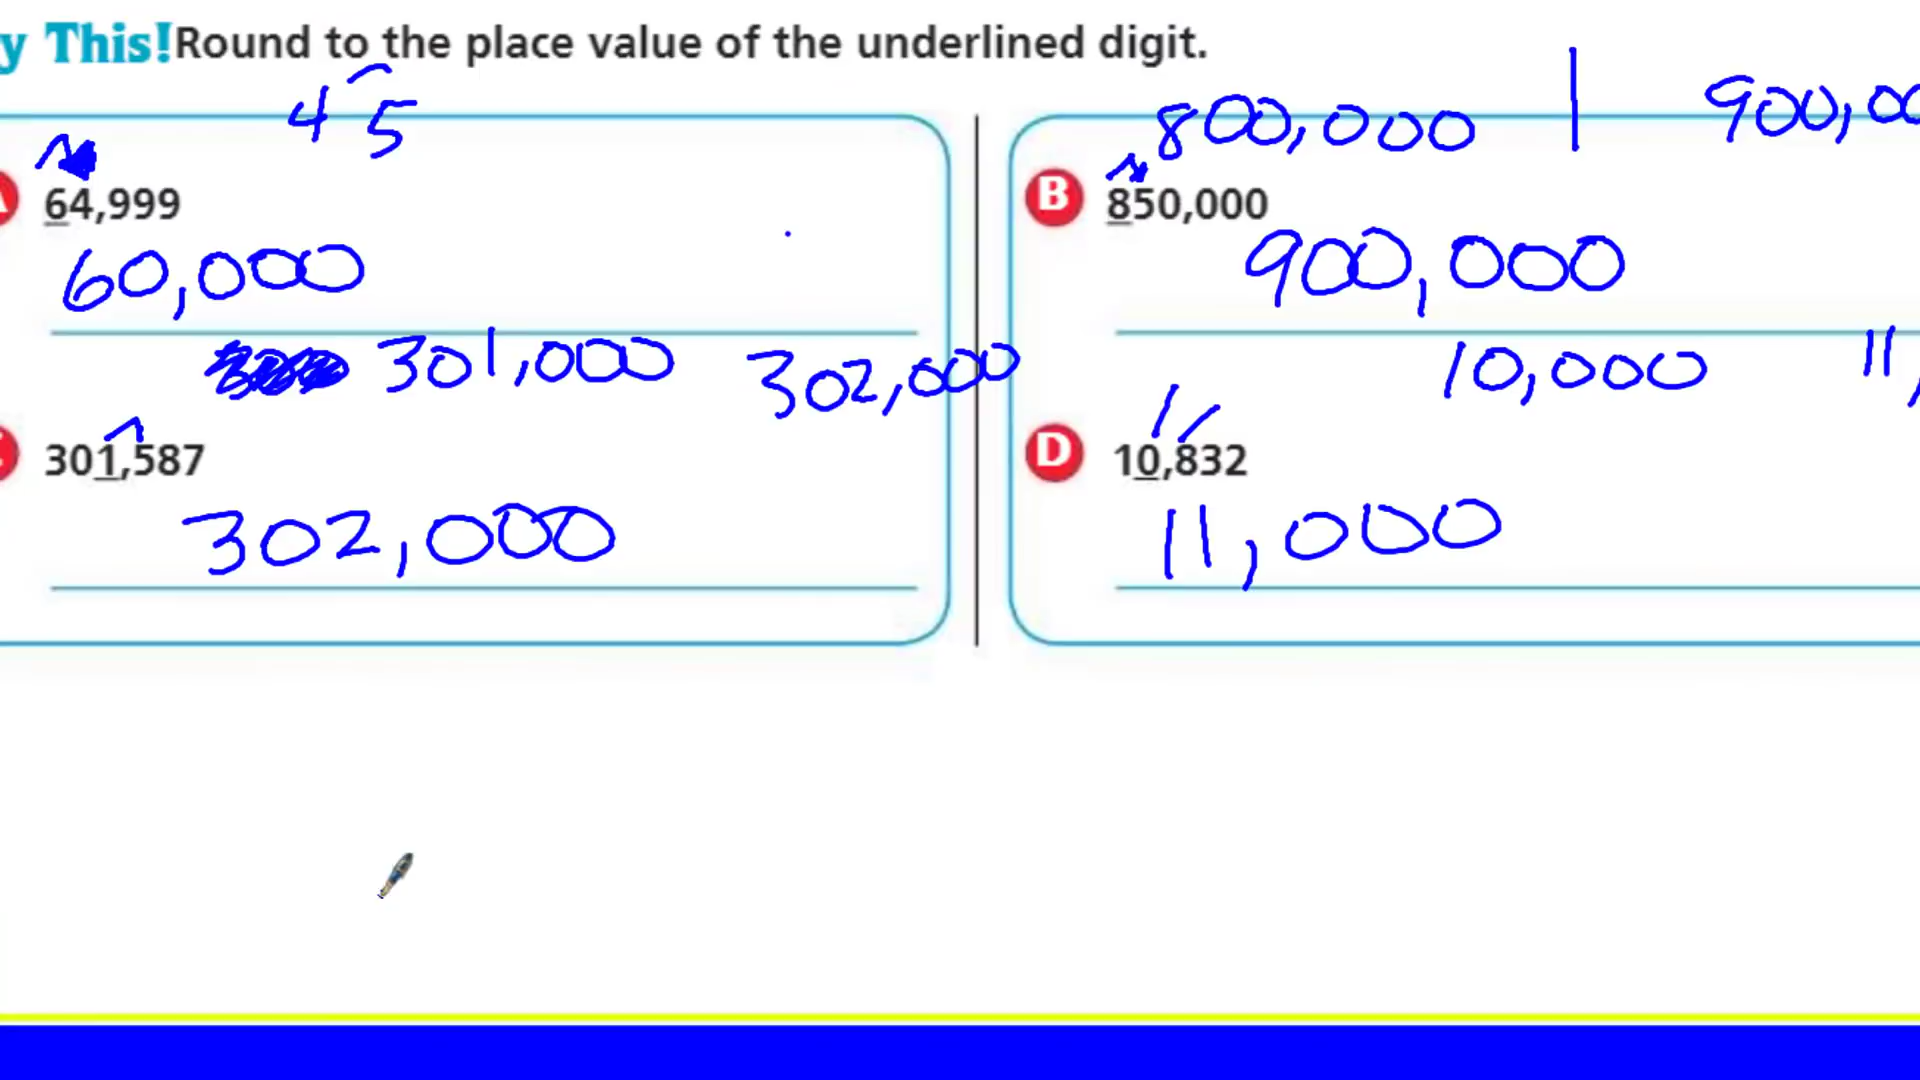 y This! Round to the place value of the underlined digit.
4 5
800,000 | 900,00
A 64,999
B 850,000
60,000
900,000
301,000 302,000
10,000 11,
301,587
D 10,832
302,000
11,000